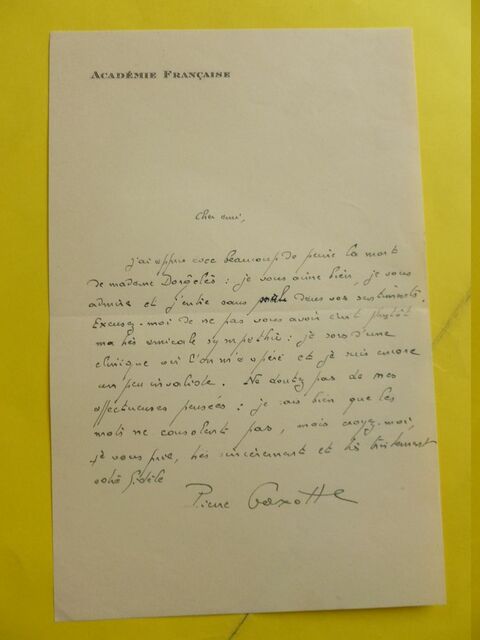 ACADÉMIE FRANÇAISE
Cher ami,
j'ai appris avec beaucoup de peine la mort
de madame Dorgelès : je vous aime bien, je vous
admire et j'entre sans dans vos sentiments.
Excusez-moi de ne pas vous avoir écrit plutôt
ma très amicale sympathie : je sors d'une
clinique où l'on m'a opéré et je suis encore
un peu invalide. Ne doutez pas de mes
affectueuses pensées : je sais bien que les
mots ne consolent pas, mais croyez-moi,
je vous prie, très sincèrement et très tristement
votre fidèle
Pierre Gaxotte